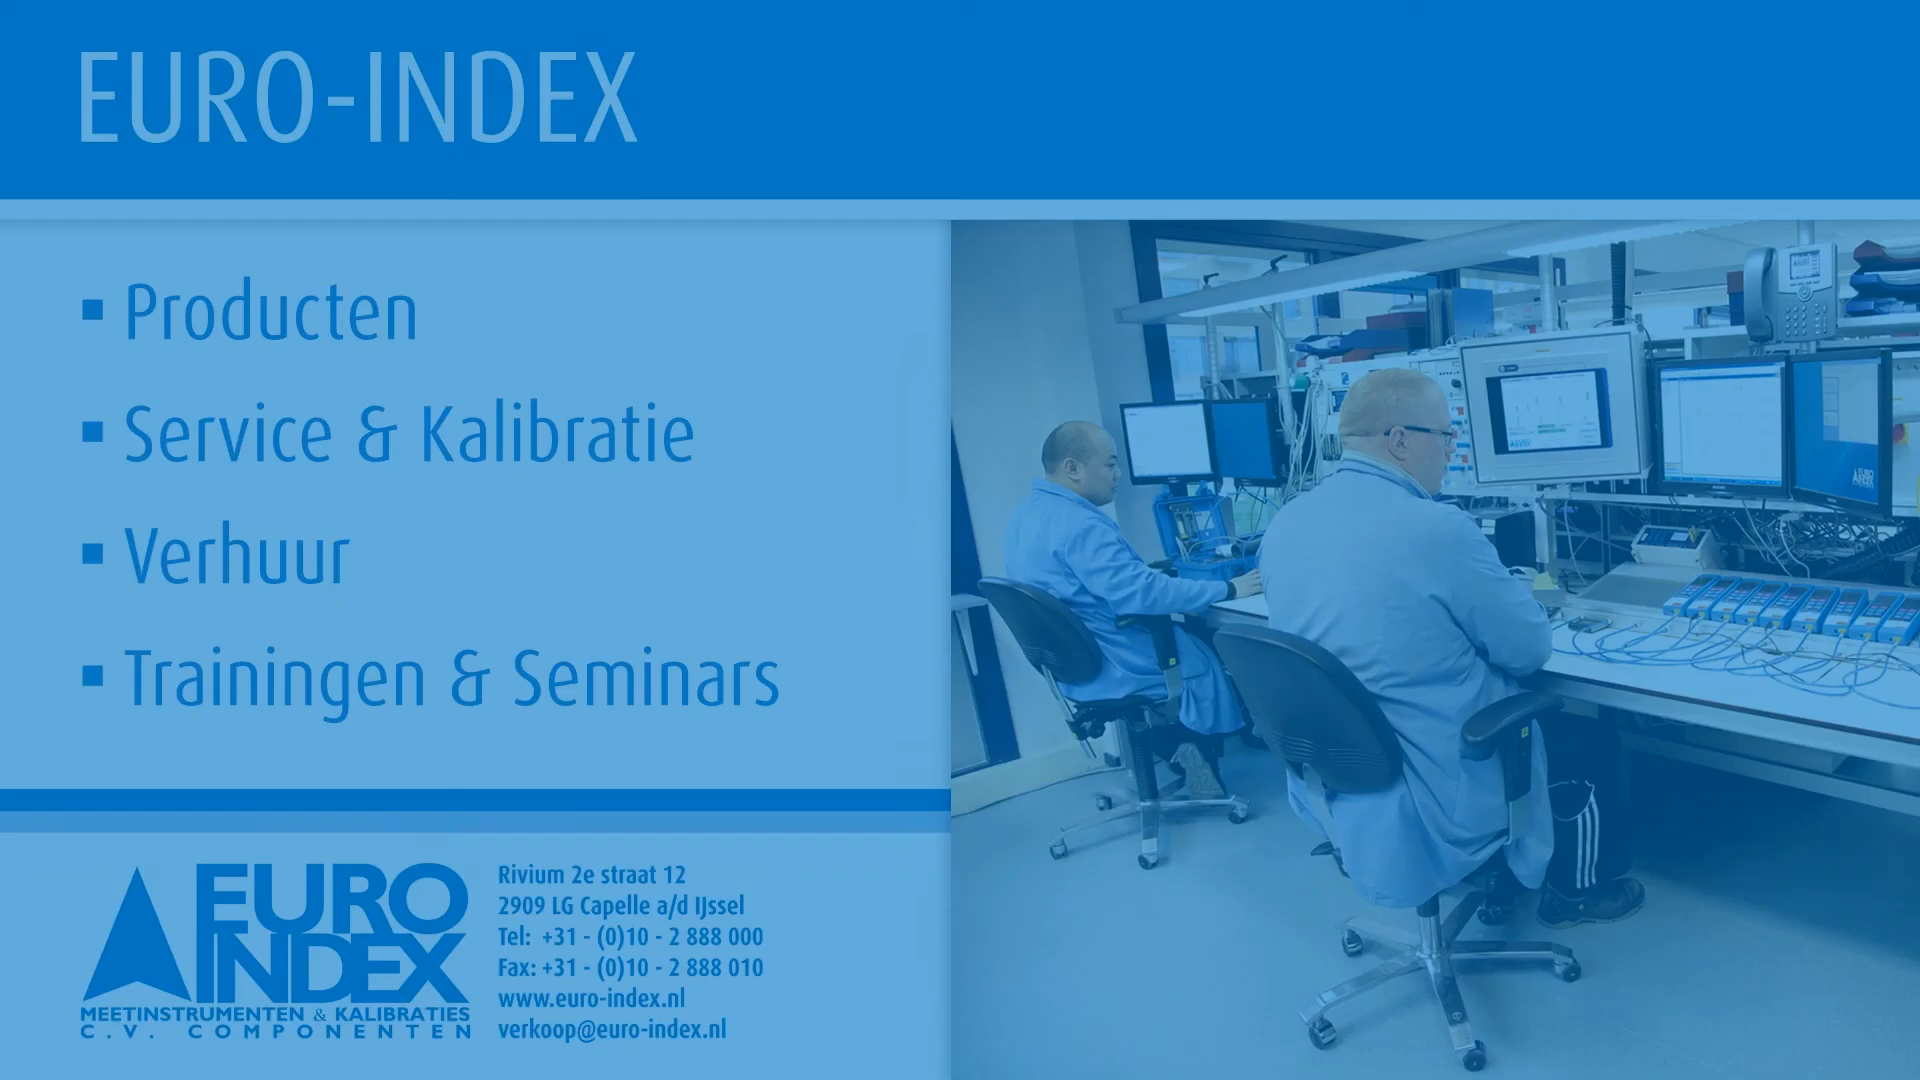 EURO-INDEX
▪ Producten
▪ Service & Kalibratie
▪ Verhuur
▪ Trainingen & Seminars
EURO
INDEX
MEETINSTRUMENTEN & KALIBRATIES
C.V. COMPONENTEN
Rivium 2e straat 12
2909 LG Capelle a/d IJssel
Tel: +31 - (0)10 - 2 888 000
Fax: +31 - (0)10 - 2 888 010
www.euro-index.nl
verkoop@euro-index.nl
EURO
INDEX